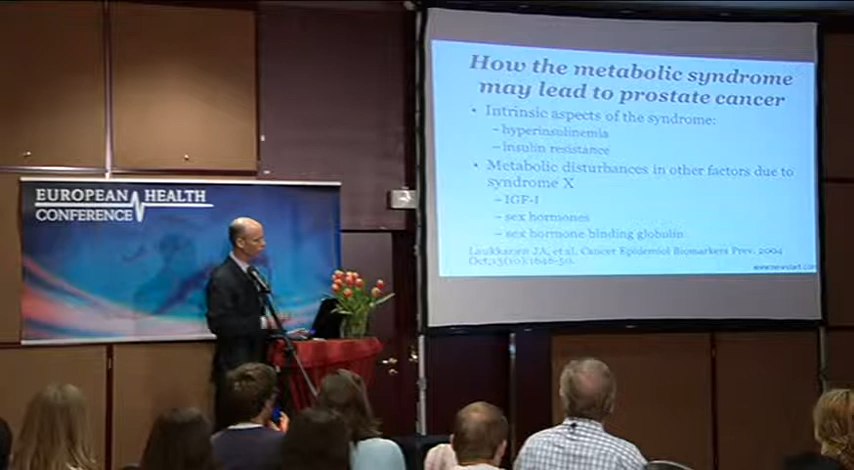 EUROPEAN HEALTH
CONFERENCE
How the metabolic syndrome
may lead to prostate cancer
• Intrinsic aspects of the syndrome:
– hyperinsulinemia
– insulin resistance
• Metabolic disturbances in other factors due to
syndrome X
– IGF-I
– sex hormones
– sex hormone binding globulin
Laukkanen JA, et al. Cancer Epidemiol Biomarkers Prev. 2004
Oct;13(10):1646-50.
www.newstart.com